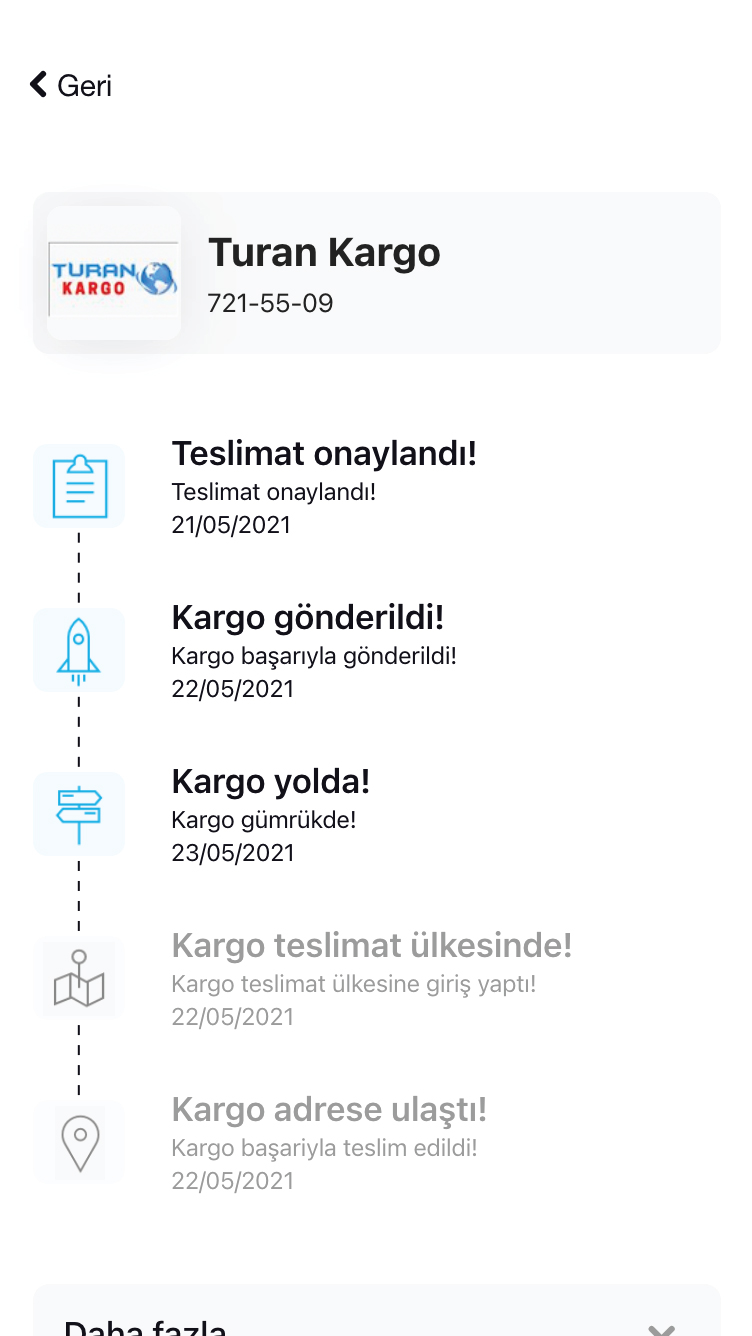 Geri
TURAN
KARGO
Turan Kargo
721-55-09
Teslimat onaylandı!
Teslimat onaylandı!
21/05/2021
Kargo gönderildi!
Kargo başarıyla gönderildi!
22/05/2021
Kargo yolda!
Kargo gümrükde!
23/05/2021
Kargo teslimat ülkesinde!
Kargo teslimat ülkesine giriş yaptı!
22/05/2021
Kargo adrese ulaştı!
Kargo başariyla teslim edildi!
22/05/2021
Daha fazla